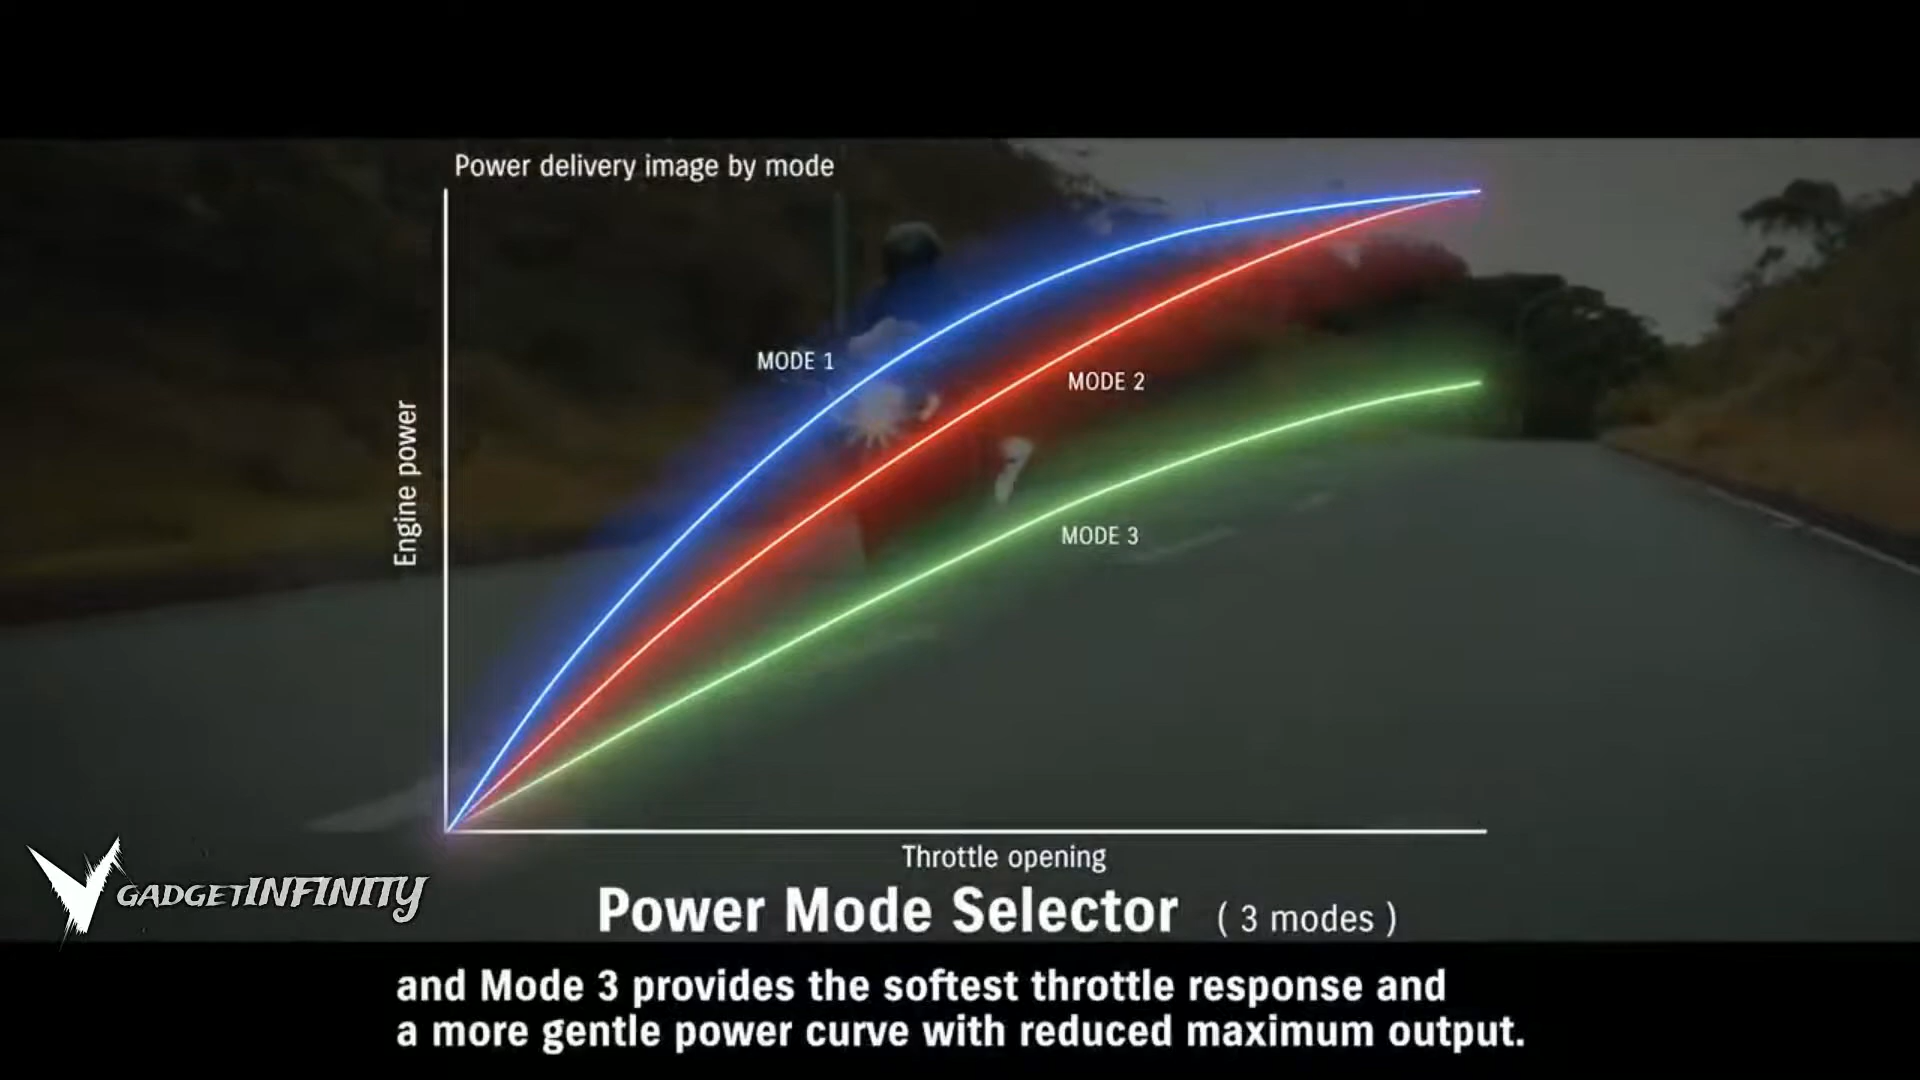 Power delivery image by mode
MODE 1
MODE 2
MODE 3
Engine power
Throttle opening
Power Mode Selector ( 3 modes )
GADGETINFINITY
and Mode 3 provides the softest throttle response and
a more gentle power curve with reduced maximum output.